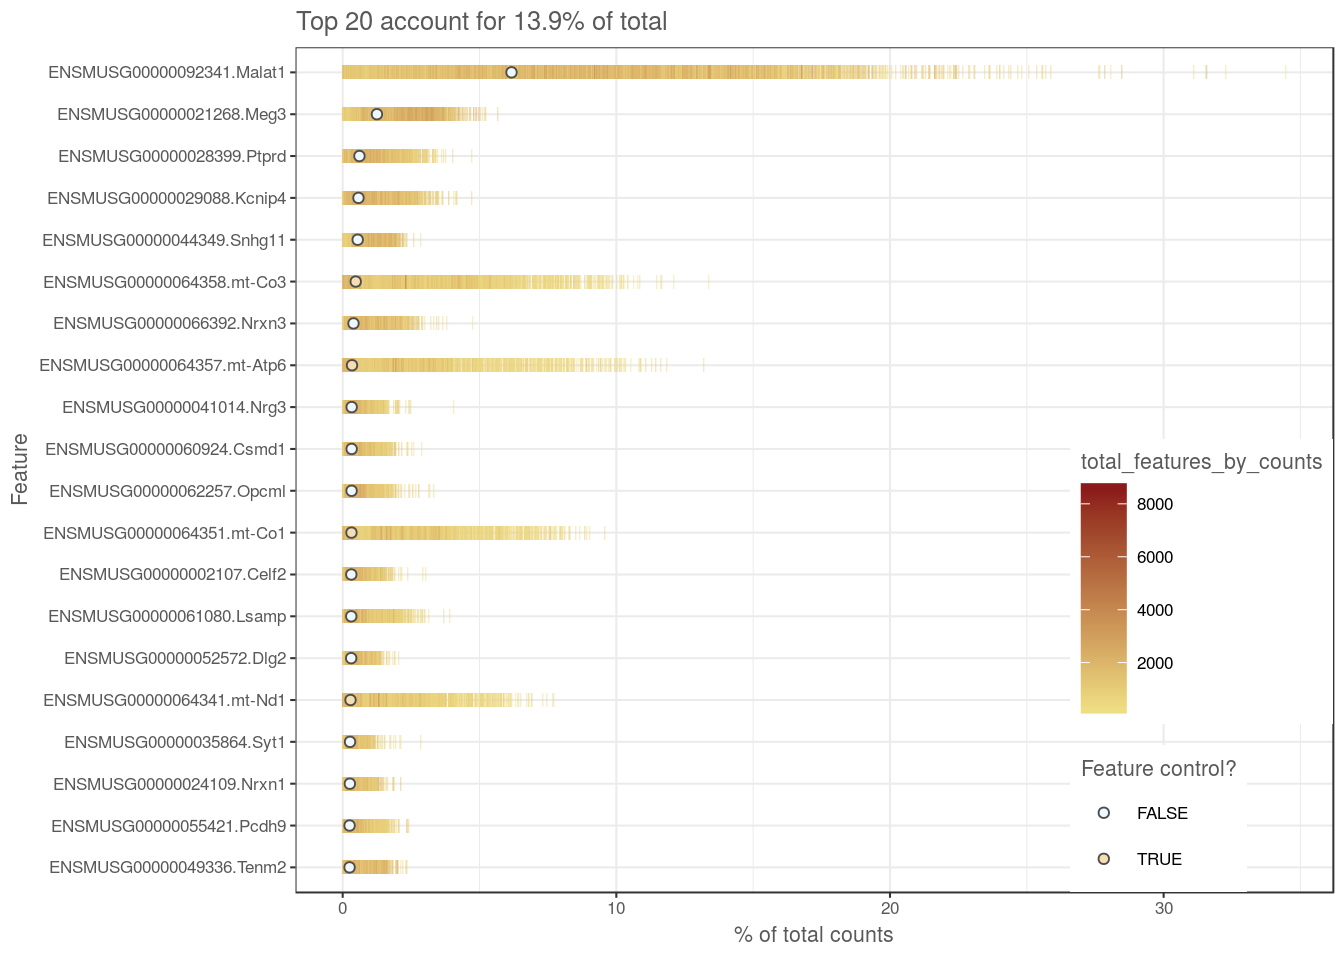 Top 20 account for 13.9% of total
Feature
ENSMUSG00000092341.Malat1
ENSMUSG00000021268.Meg3
ENSMUSG00000028399.Ptprd
ENSMUSG00000029088.Kcnip4
ENSMUSG00000044349.Snhg11
ENSMUSG00000064358.mt-Co3
ENSMUSG00000066392.Nrxn3
ENSMUSG00000064357.mt-Atp6
ENSMUSG00000041014.Nrg3
ENSMUSG00000060924.Csmd1
ENSMUSG00000062257.Opcml
ENSMUSG00000064351.mt-Co1
ENSMUSG00000002107.Celf2
ENSMUSG00000061080.Lsamp
ENSMUSG00000052572.Dlg2
ENSMUSG00000064341.mt-Nd1
ENSMUSG00000035864.Syt1
ENSMUSG00000024109.Nrxn1
ENSMUSG00000055421.Pcdh9
ENSMUSG00000049336.Tenm2
0 10 20 30
% of total counts
total_features_by_counts
8000
6000
4000
2000
Feature control?
FALSE
TRUE